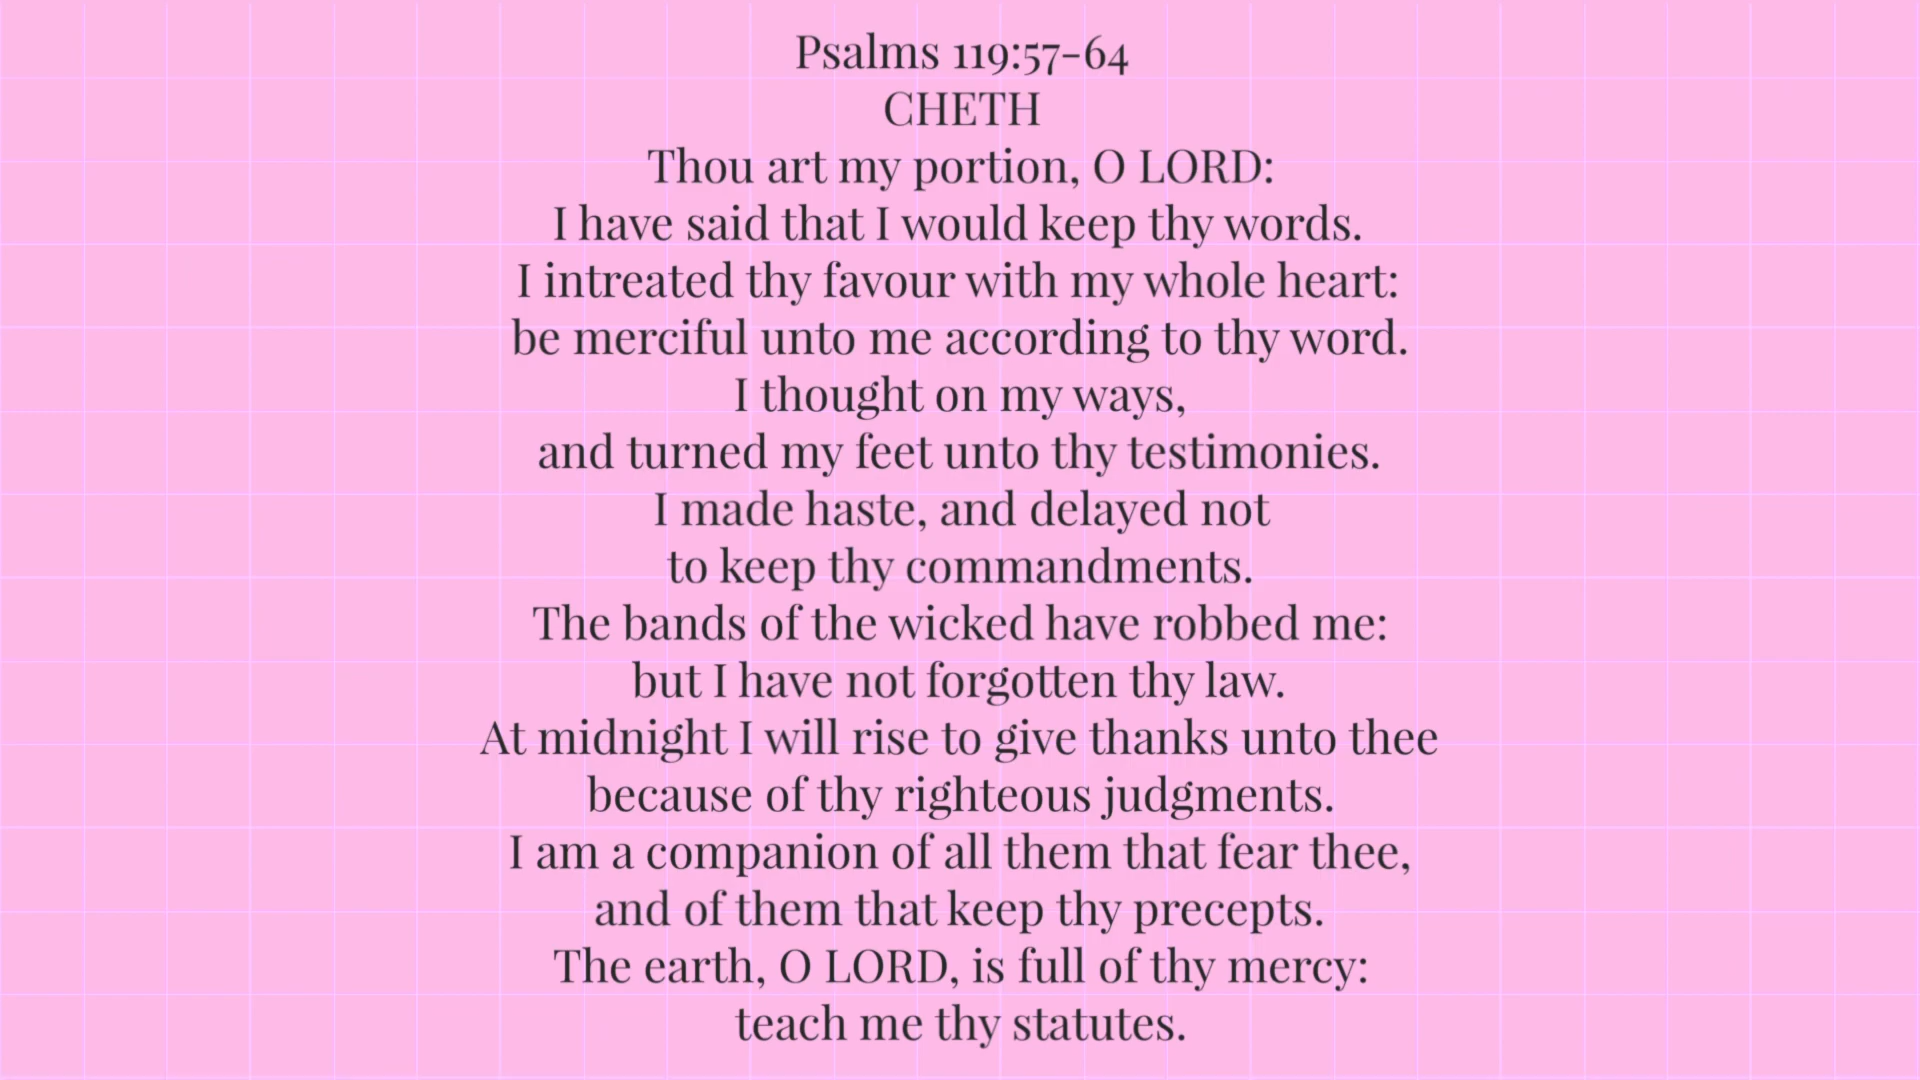 Psalms 119:57-64
CHETH
Thou art my portion, O LORD:
I have said that I would keep thy words.
I intreated thy favour with my whole heart:
be merciful unto me according to thy word.
I thought on my ways,
and turned my feet unto thy testimonies.
I made haste, and delayed not
to keep thy commandments.
The bands of the wicked have robbed me:
but I have not forgotten thy law.
At midnight I will rise to give thanks unto thee
because of thy righteous judgments.
I am a companion of all them that fear thee,
and of them that keep thy precepts.
The earth, O LORD, is full of thy mercy:
teach me thy statutes.